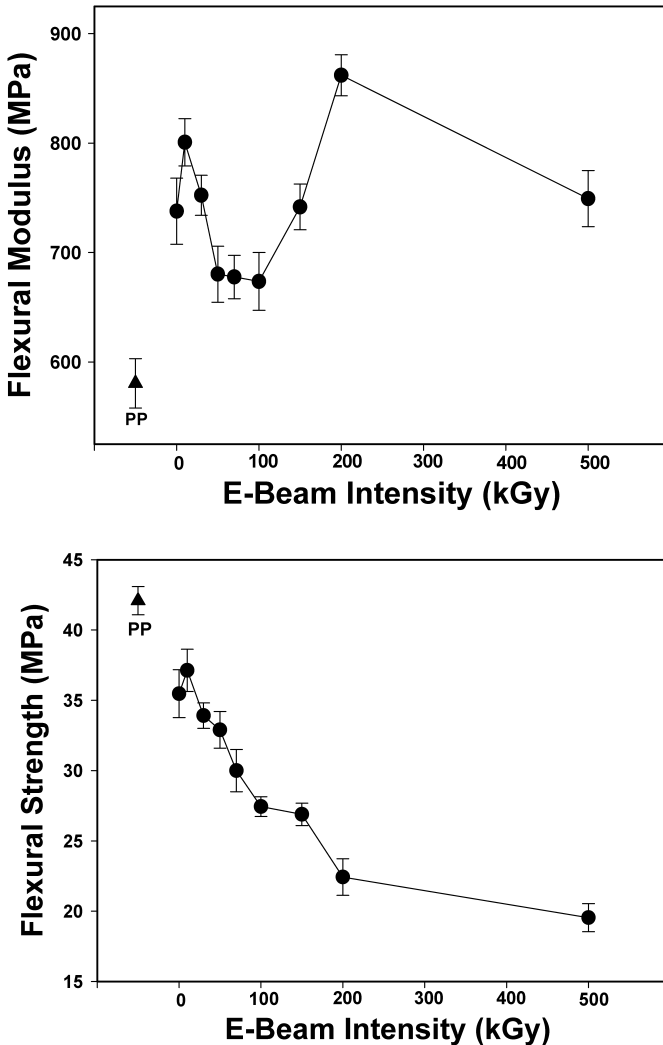 900
800
700
600
Flexural Modulus (MPa)
PP
0 100 200 300 400 500
E-Beam Intensity (kGy)
45
40
35
30
25
20
15
Flexural Strength (MPa)
PP
0 100 200 300 400 500
E-Beam Intensity (kGy)